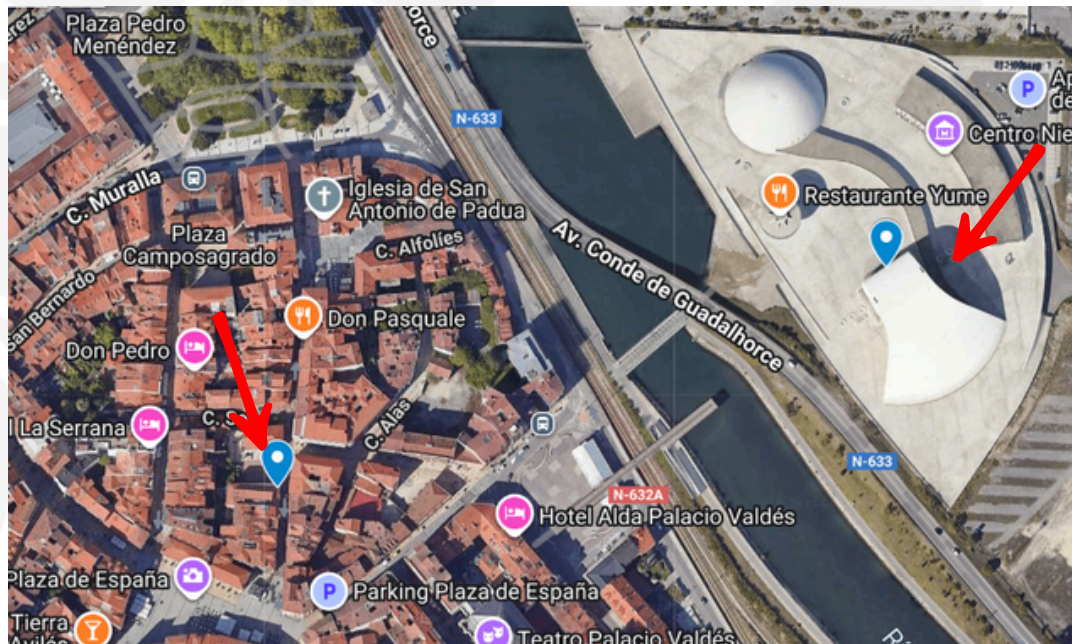 Plaza Pedro
Menéndez
N-633
Centro Nie
C. Muralla
Iglesia de San
Antonio de Padua
Restaurante Yume
Plaza
Camposagrado
C. Alfolíes
Av. Conde de Guadalhorce
San Bernardo
Don Pasquale
Don Pedro
C. Alas
l La Serrana
N-633
N-632A
Hotel Alda Palacio Valdés
Plaza de España
Parking Plaza de España
Tierra
Teatro Palacio Valdés
P
P